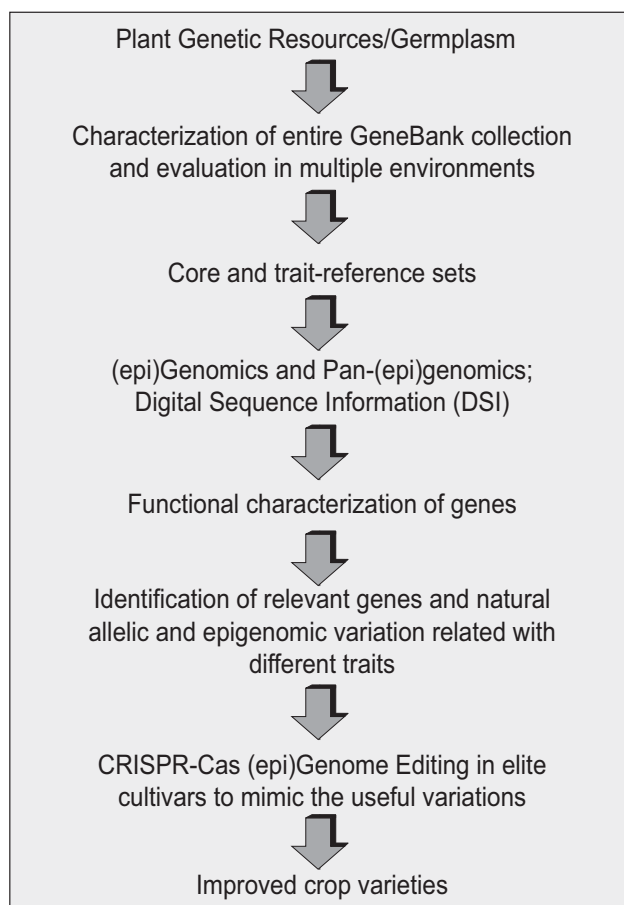 Plant Genetic Resources/Germplasm
Characterization of entire GeneBank collection
and evaluation in multiple environments
Core and trait-reference sets
(epi)Genomics and Pan-(epi)genomics;
Digital Sequence Information (DSI)
Functional characterization of genes
Identification of relevant genes and natural
allelic and epigenomic variation related with
different traits
CRISPR-Cas (epi)Genome Editing in elite
cultivars to mimic the useful variations
Improved crop varieties